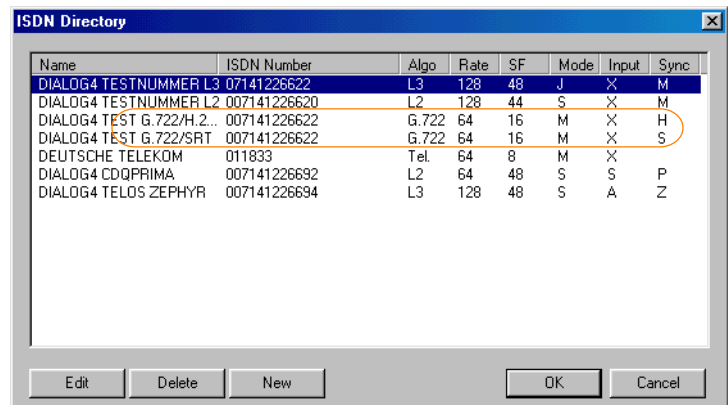 ISDN Directory
Name ISDN Number Algo Rate SF Mode Input Sync
DIALOG4 TESTNUMMER L3 07141226622 L3 128 48 J X M
DIALOG4 TESTNUMMER L2 007141226620 L2 128 44 S X M
DIALOG4 TEST G.722/H.2... 007141226622 G.722 64 16 M X H
DIALOG4 TEST G.722/SRT 007141226622 G.722 64 16 M X S
DEUTSCHE TELEKOM 011833 Tel. 64 8 M X
DIALOG4 CDQPRIMA 007141226692 L2 64 48 S S P
DIALOG4 TELOS ZEPHYR 007141226694 L3 128 48 S A Z
Edit Delete New OK Cancel